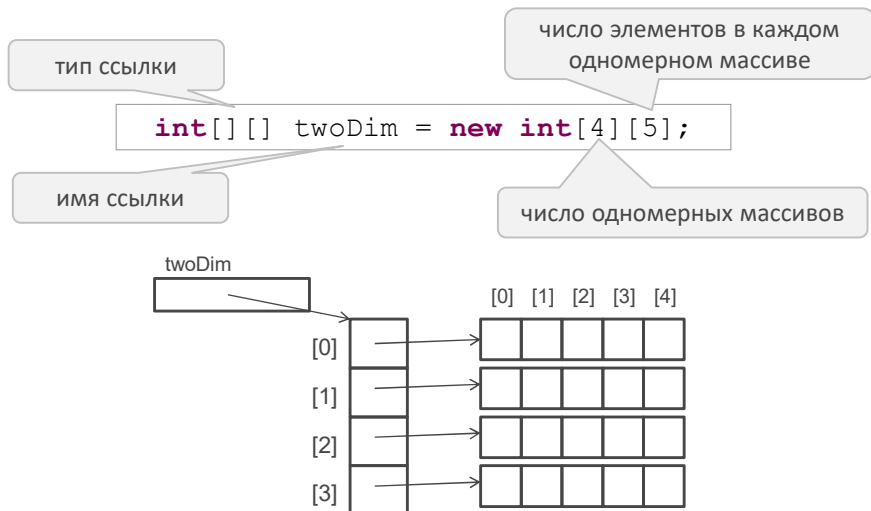 число элементов в каждом
одномерном массиве
тип ссылки
int[][] twoDim = new int[4][5];
имя ссылки
число одномерных массивов
twoDim
[0] [1] [2] [3] [4]
[0]
[1]
[2]
[3]